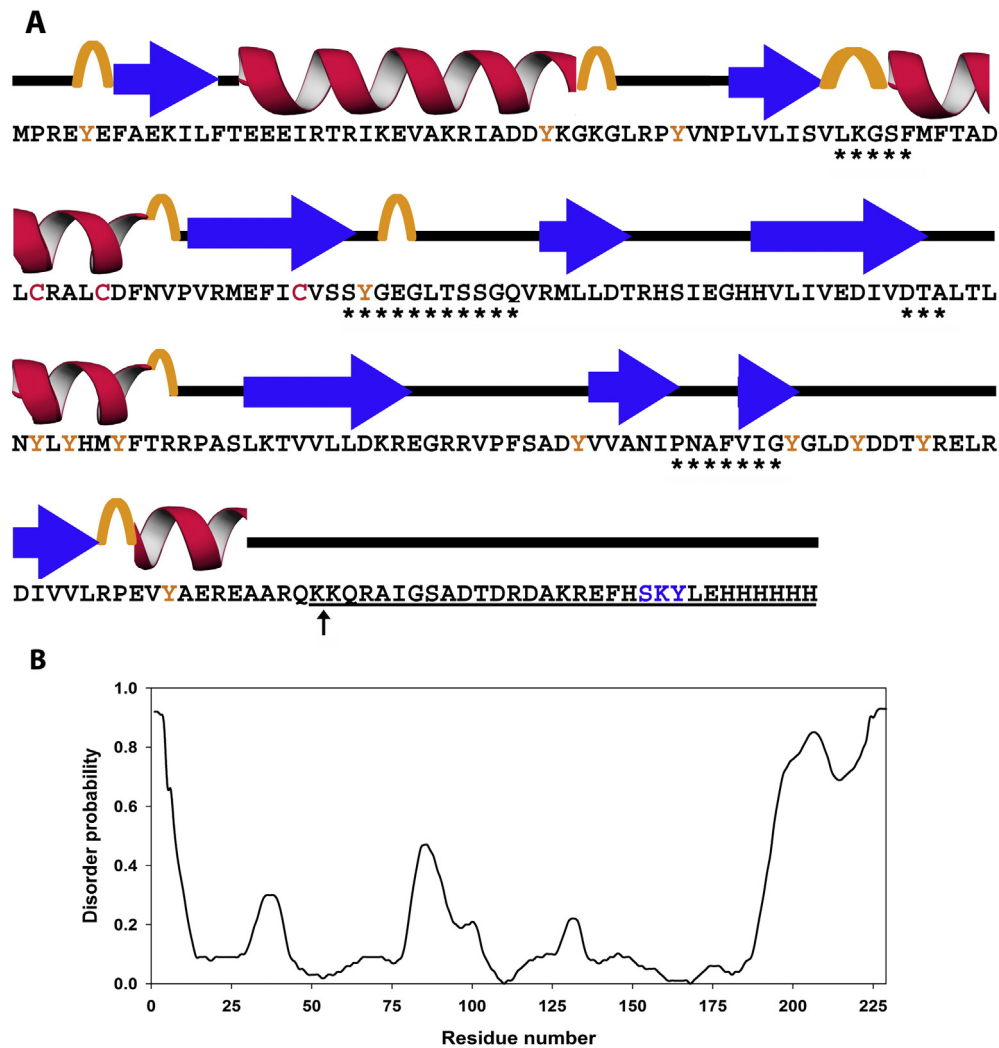 A
MPREYEFAEKILFTEEEIRTRIKEVAKRIADDYKGKGLRPYVNPLVLISVLKGSFMFTAD
*****
LCRALCDFNVPVRMEFICVSSYGEGLTSSGQVRMLLDTRHSIEGHHVLIVEDIVDTALTL
*********** ***
NYLYHMYFTRRPASLKTVVLLDKREGRRVPFSADYVVANIPNAFVIGYGLDYDDTYRELR
*******
DIVVLRPEVYAEREAARQKKQRAIGSADTDRDAKREFHSKYLEHHHHHH
B
1.0
0.8
0.6
0.4
0.2
0.0
Disorder probability
0 25 50 75 100 125 150 175 200 225
Residue number